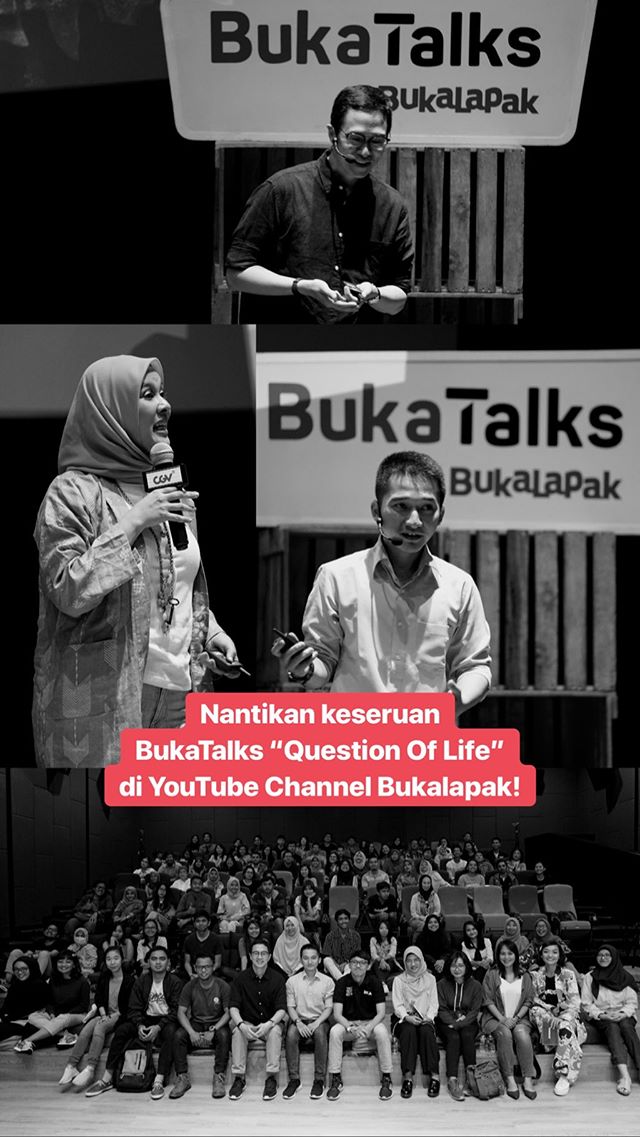 BukaTalks
BukaLapak
CGV
BukaTalks
BukaLapak
Nantikan keseruan
BukaTalks “Question Of Life”
di YouTube Channel Bukalapak!